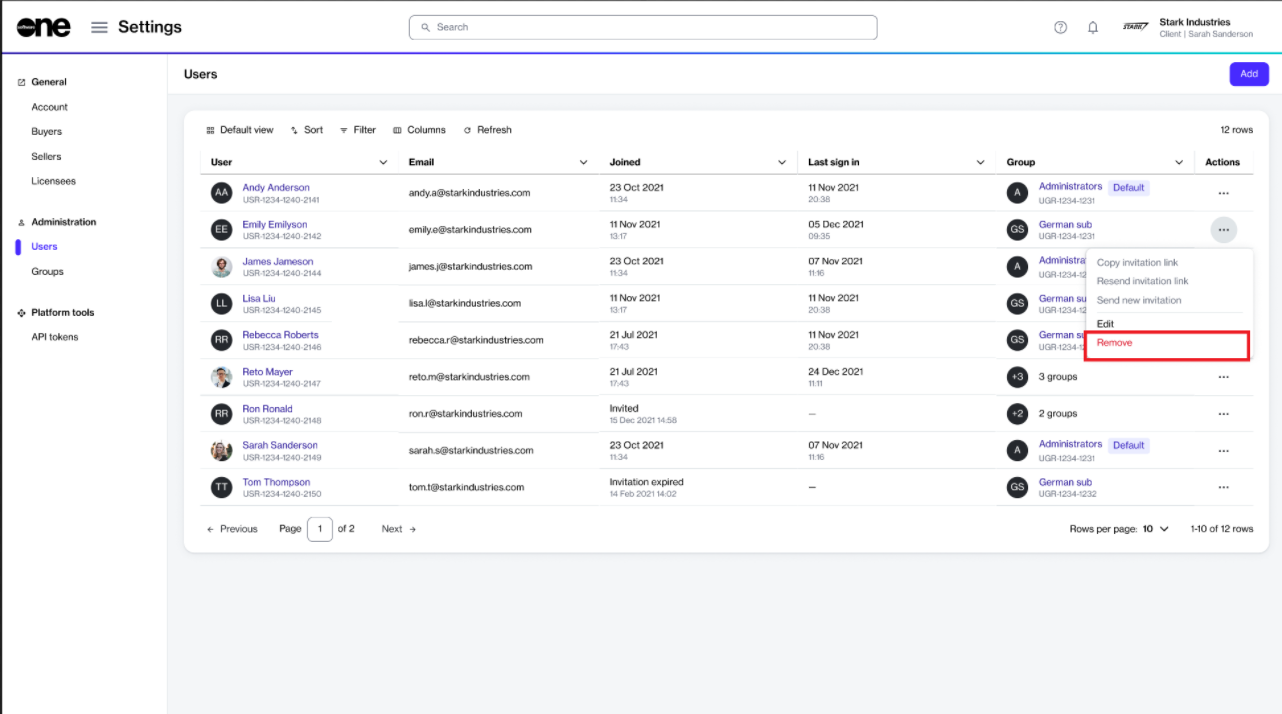 software one Settings Search Stark Industries
Client | Sarah Sanderson
General
Account
Buyers
Sellers
Licensees
Administration
Users
Groups
Platform tools
API tokens
Users Add
Default view Sort Filter Columns Refresh 12 rows
User Email Joined Last sign in Group Actions
AA Andy Anderson andy.a@starkindustries.com 23 Oct 2021 11 Nov 2021 A Administrators Default ...
USR-1234-1240-2141 11:34 20:38 UGR-1234-1231
EE Emily Emilyson emily.e@starkindustries.com 11 Nov 2021 05 Dec 2021 GS German sub ...
USR-1234-1240-2142 13:17 09:35 UGR-1234-1231
James Jameson james.j@starkindustries.com 23 Oct 2021 07 Nov 2021 A Administra
USR-1234-1240-2144 11:34 11:16 UGR-1234-12
LL Lisa Liu lisa.l@starkindustries.com 11 Nov 2021 11 Nov 2021 GS German su
USR-1234-1240-2145 13:17 20:38 UGR-1234-12
RR Rebecca Roberts rebecca.r@starkindustries.com 21 Jul 2021 11 Nov 2021 GS German su
USR-1234-1240-2146 17:43 20:38 UGR-1234-12
Copy invitation link
Resend invitation link
Send new invitation
Edit
Remove
Reto Mayer reto.m@starkindustries.com 21 Jul 2021 24 Dec 2021 +3 3 groups ...
USR-1234-1240-2147 17:43 11:11
RR Ron Ronald ron.r@starkindustries.com Invited — +2 2 groups ...
USR-1234-1240-2148 15 Dec 2021 14:58
Sarah Sanderson sarah.s@starkindustries.com 23 Oct 2021 07 Nov 2021 A Administrators Default ...
USR-1234-1240-2149 11:34 11:16 UGR-1234-1231
TT Tom Thompson tom.t@starkindustries.com Invitation expired — GS German sub ...
USR-1234-1240-2150 14 Feb 2021 14:02 UGR-1234-1232
Previous Page 1 of 2 Next Rows per page: 10 1-10 of 12 rows